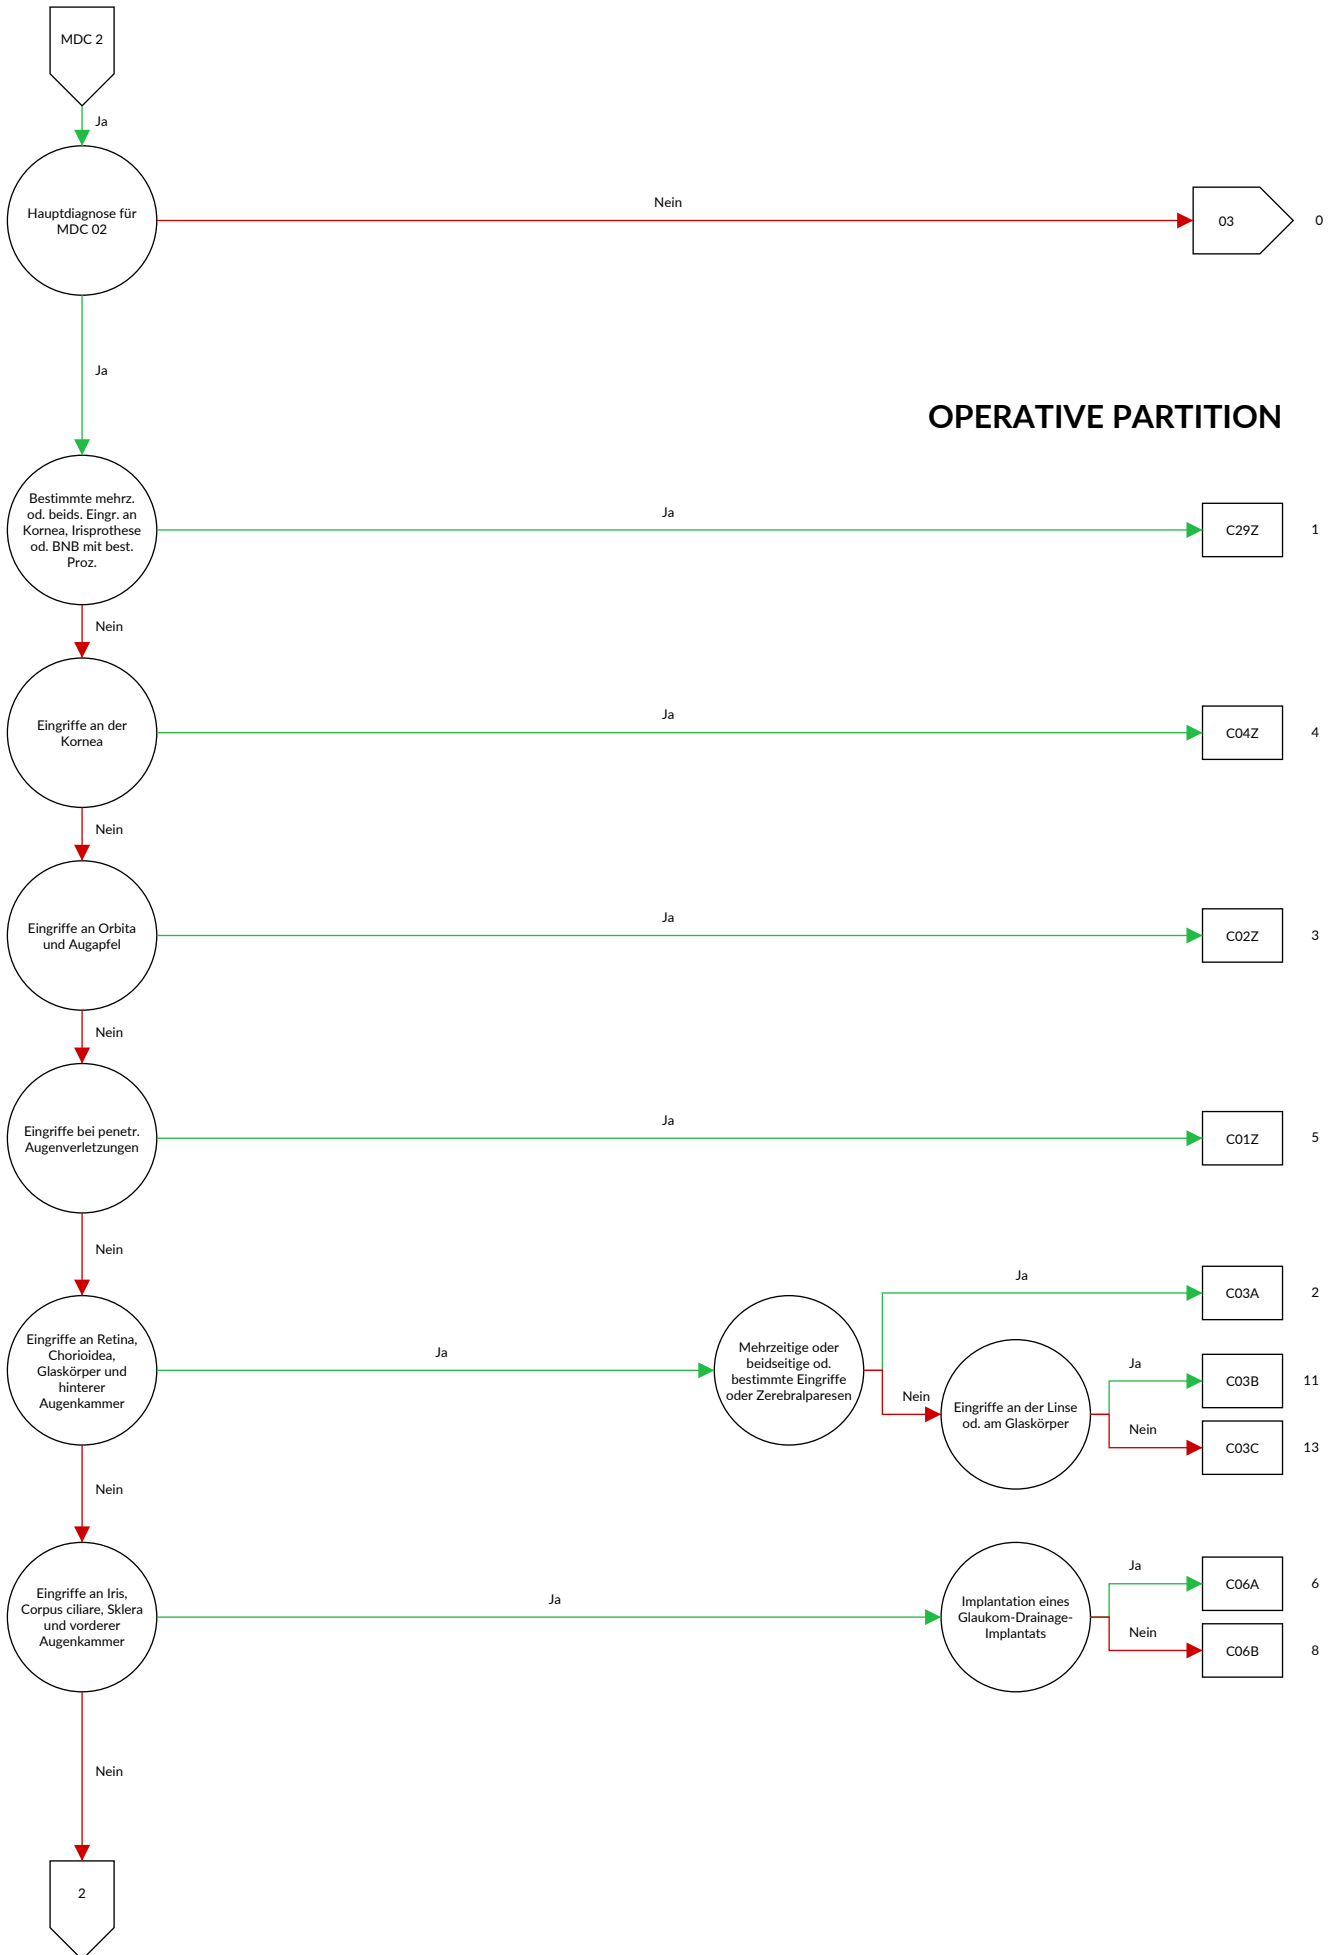 MDC 2
Ja
Hauptdiagnose für
MDC 02
Nein
03
0
Ja
OPERATIVE PARTITION
Bestimmte mehrz.
od. beids. Eingr. an
Kornea, Irisprothese
od. BNB mit best.
Proz.
Ja
C29Z
1
Nein
Eingriffe an der
Kornea
Ja
C04Z
4
Nein
Eingriffe an Orbita
und Augapfel
Ja
C02Z
3
Nein
Eingriffe bei penetr.
Augenverletzungen
Ja
C01Z
5
Nein
Eingriffe an Retina,
Chorioidea,
Glaskörper und
hinterer
Augenkammer
Ja
Mehrzeitige oder
beidseitige od.
bestimmte Eingriffe
oder Zerebralparesen
Ja
C03A
2
Nein
Eingriffe an der Linse
od. am Glaskörper
Ja
C03B
11
Nein
C03C
13
Nein
Eingriffe an Iris,
Corpus ciliare, Sklera
und vorderer
Augenkammer
Ja
Implantation eines
Glaukom-Drainage-
Implantats
Ja
C06A
6
Nein
C06B
8
Nein
2